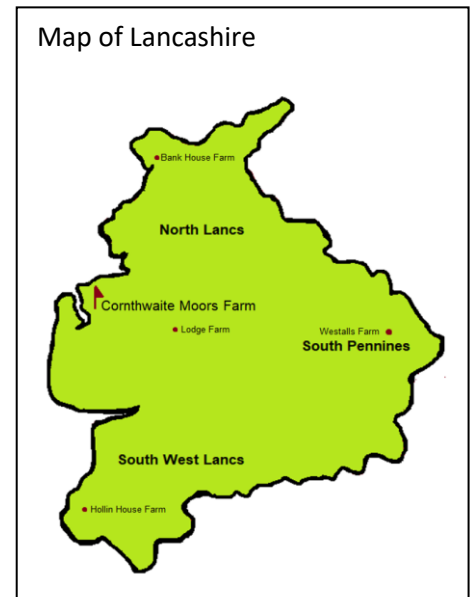 Map of Lancashire
Bank House Farm
North Lancs
Cornthwaite Moors Farm
Lodge Farm
Westalls Farm
South Pennines
South West Lancs
Hollin House Farm